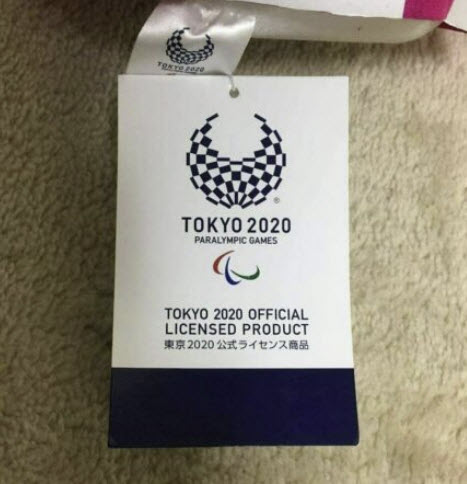 TOKYO 2020
TOKYO 2020
PARALYMPIC GAMES
TOKYO 2020 OFFICIAL
LICENSED PRODUCT
東京2020公式ライセンス商品